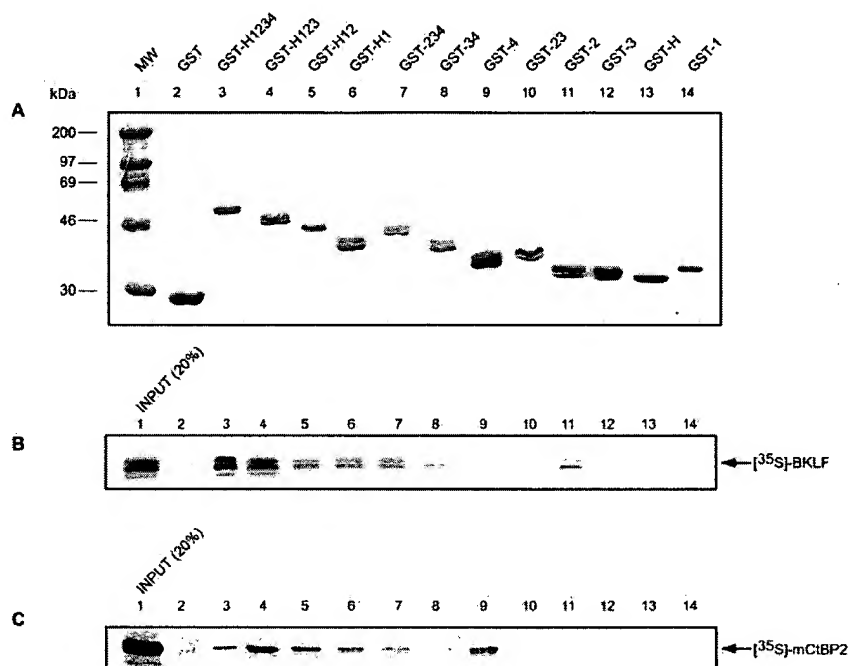 MW GST GST-H1234 GST-H123 GST-H12 GST-H1 GST-234 GST-34 GST-4 GST-23 GST-2 GST-3 GST-H GST-1
kDa 1 2 3 4 5 6 7 8 9 10 11 12 13 14
A
200
97
69
46
30
INPUT (20%)
1 2 3 4 5 6 7 8 9 10 11 12 13 14
B
[35S]-BKLF
INPUT (20%)
1 2 3 4 5 6 7 8 9 10 11 12 13 14
C
[35S]-mCtBP2